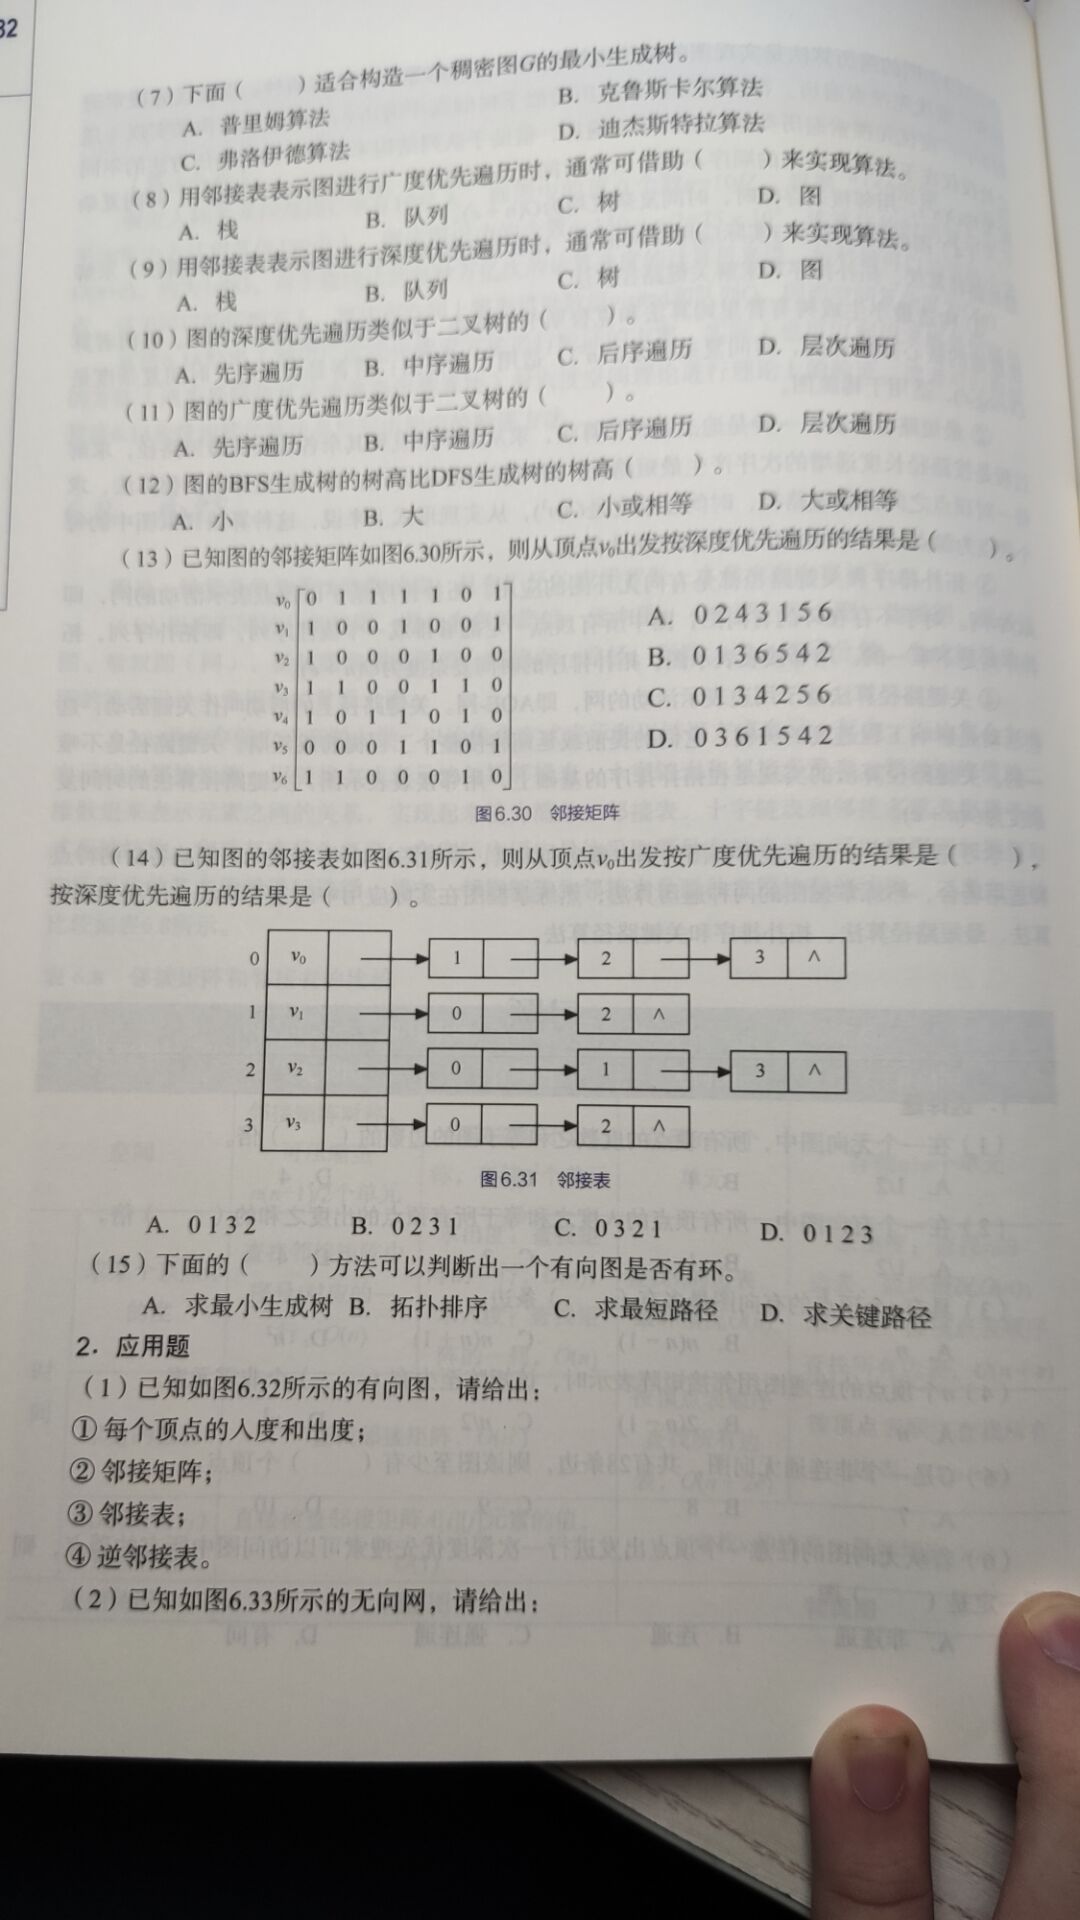 32
（7）下面（ ）适合构造一个稠密图G的最小生成树。
A. 普里姆算法 B. 克鲁斯卡尔算法
C. 弗洛伊德算法 D. 迪杰斯特拉算法
（8）用邻接表表示图进行广度优先遍历时，通常可借助（ ）来实现算法。
A. 栈 B. 队列 C. 树 D. 图
（9）用邻接表表示图进行深度优先遍历时，通常可借助（ ）来实现算法。
A. 栈 B. 队列 C. 树 D. 图
（10）图的深度优先遍历类似于二叉树的（ ）。
A. 先序遍历 B. 中序遍历 C. 后序遍历 D. 层次遍历
（11）图的广度优先遍历类似于二叉树的（ ）。
A. 先序遍历 B. 中序遍历 C. 后序遍历 D. 层次遍历
（12）图的BFS生成树的树高比DFS生成树的树高（ ）。
A. 小 B. 大 C. 小或相等 D. 大或相等
（13）已知图的邻接矩阵如图6.30所示，则从顶点v₀出发按深度优先遍历的结果是（ ）。
v₀ 0 1 1 1 1 0 1
v₁ 1 0 0 1 0 0 1
v₂ 1 0 0 0 1 0 0
v₃ 1 1 0 0 1 1 0
v₄ 1 0 1 1 0 1 0
v₅ 0 0 0 1 1 0 1
v₆ 1 1 0 0 0 1 0
A. 0 2 4 3 1 5 6
B. 0 1 3 6 5 4 2
C. 0 1 3 4 2 5 6
D. 0 3 6 1 5 4 2
图6.30 邻接矩阵
（14）已知图的邻接表如图6.31所示，则从顶点v₀出发按广度优先遍历的结果是（ ），
按深度优先遍历的结果是（ ）。
0 v₀ 1 2 3 ∧
1 v₁ 0 2 ∧
2 v₂ 0 1 3 ∧
3 v₃ 0 2 ∧
图6.31 邻接表
A. 0 1 3 2 B. 0 2 3 1 C. 0 3 2 1 D. 0 1 2 3
（15）下面的（ ）方法可以判断出一个有向图是否有环。
A. 求最小生成树 B. 拓扑排序 C. 求最短路径 D. 求关键路径
2．应用题
（1）已知如图6.32所示的有向图，请给出：
① 每个顶点的入度和出度；
② 邻接矩阵；
③ 邻接表；
④ 逆邻接表。
（2）已知如图6.33所示的无向网，请给出：